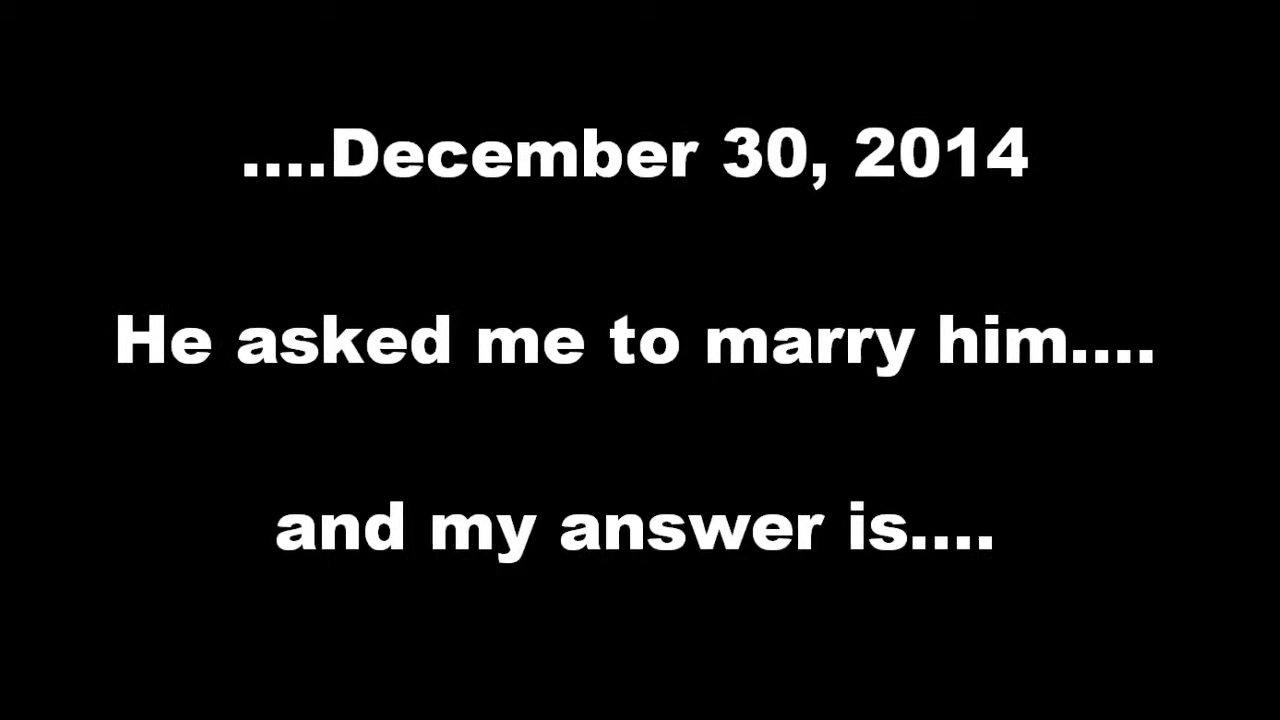 ....December 30, 2014
He asked me to marry him....
and my answer is....